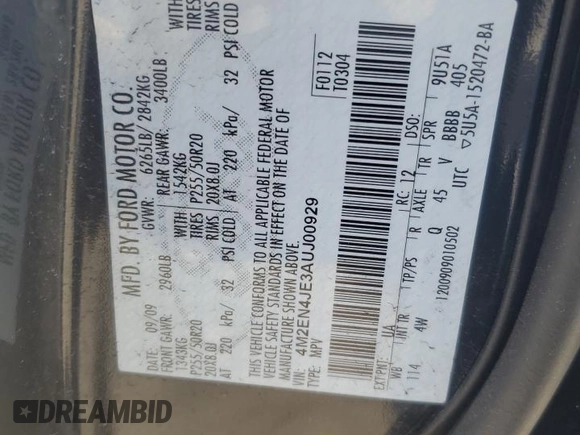 MFD. BY FORD MOTOR CO.
DATE: 09/09 GVWR: 6265LB/ 2842KG
FRONT GAWR: 2960LB REAR GAWR: 3400LB
1343KG WITH 1542KG WITH
P255/50R20 TIRES P255/50R20 TIRES
20X8.0J RIMS 20X8.0J RIMS
AT 220 kPa/ 32 PSI COLD AT 220 kPa/ 32 PSI COLD
THIS VEHICLE CONFORMS TO ALL APPLICABLE FEDERAL MOTOR
VEHICLE SAFETY STANDARDS IN EFFECT ON THE DATE OF
MANUFACTURE SHOWN ABOVE.
VIN: 4M2EN4JE3AUJ00929
TYPE: MPV
F0112
T0304
EXT PNT: UA RC: 12 DSO: 9U51A
WB INT TR TP/PS R AXLE TR SPR 405
114 4W Q 45 V BBBB
1200909010502 UTC ▽5U5A-1520472-BA
DREAMBID